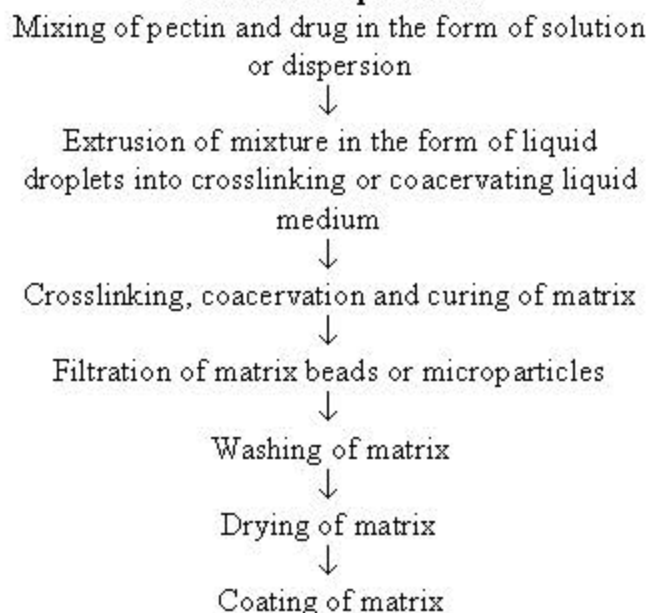 Mixing of pectin and drug in the form of solution
or dispersion
↓
Extrusion of mixture in the form of liquid
droplets into crosslinking or coacervating liquid
medium
↓
Crosslinking, coacervation and curing of matrix
↓
Filtration of matrix beads or microparticles
↓
Washing of matrix
↓
Drying of matrix
↓
Coating of matrix